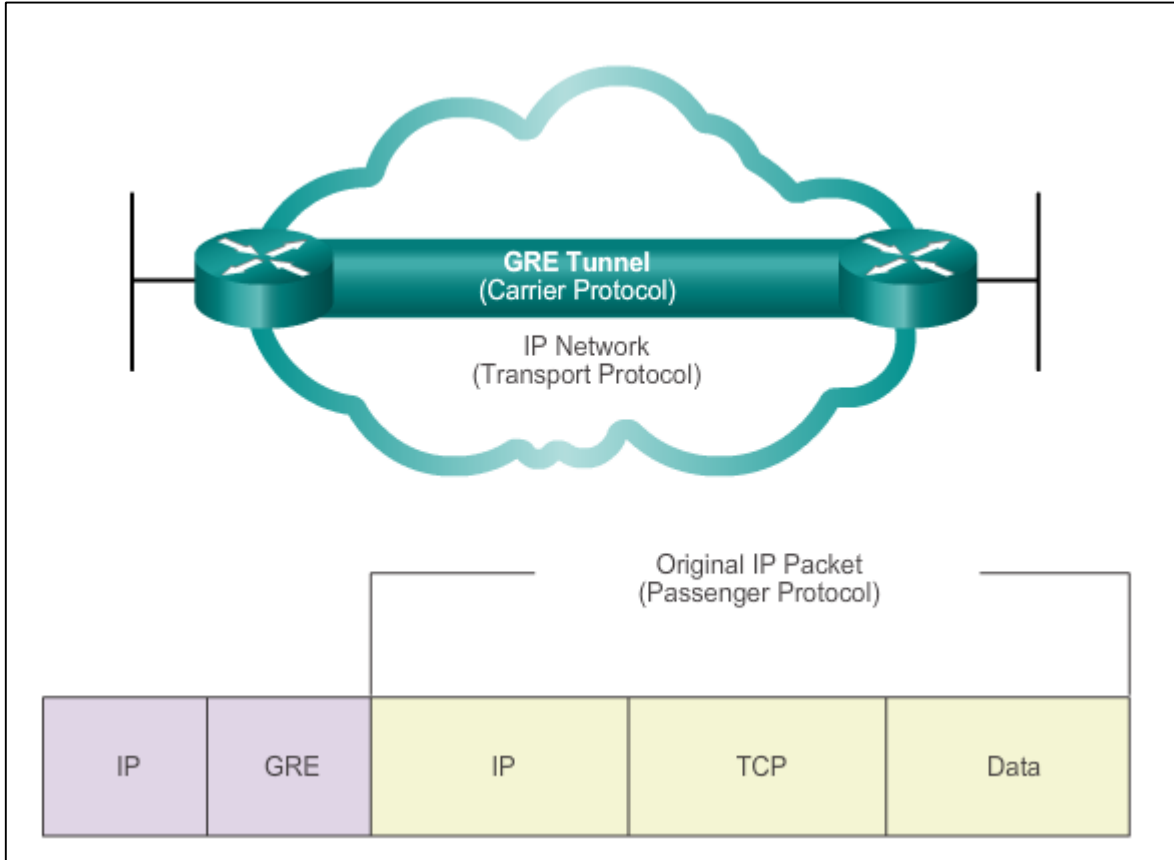 GRE Tunnel
(Carrier Protocol)
IP Network
(Transport Protocol)
Original IP Packet
(Passenger Protocol)
IP
GRE
IP
TCP
Data